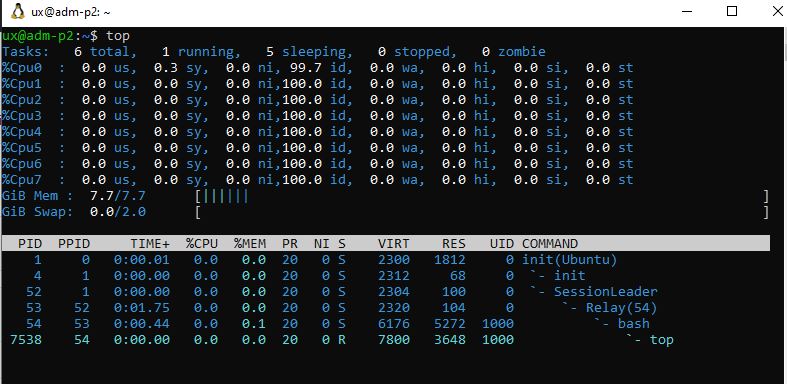 ux@adm-p2: ~
ux@adm-p2:~$ top
Tasks:   6 total,   1 running,   5 sleeping,   0 stopped,   0 zombie
%Cpu0  :  0.0 us,  0.3 sy,  0.0 ni, 99.7 id,  0.0 wa,  0.0 hi,  0.0 si,  0.0 st
%Cpu1  :  0.0 us,  0.0 sy,  0.0 ni,100.0 id,  0.0 wa,  0.0 hi,  0.0 si,  0.0 st
%Cpu2  :  0.0 us,  0.0 sy,  0.0 ni,100.0 id,  0.0 wa,  0.0 hi,  0.0 si,  0.0 st
%Cpu3  :  0.0 us,  0.0 sy,  0.0 ni,100.0 id,  0.0 wa,  0.0 hi,  0.0 si,  0.0 st
%Cpu4  :  0.0 us,  0.0 sy,  0.0 ni,100.0 id,  0.0 wa,  0.0 hi,  0.0 si,  0.0 st
%Cpu5  :  0.0 us,  0.0 sy,  0.0 ni,100.0 id,  0.0 wa,  0.0 hi,  0.0 si,  0.0 st
%Cpu6  :  0.0 us,  0.0 sy,  0.0 ni,100.0 id,  0.0 wa,  0.0 hi,  0.0 si,  0.0 st
%Cpu7  :  0.0 us,  0.0 sy,  0.0 ni,100.0 id,  0.0 wa,  0.0 hi,  0.0 si,  0.0 st
GiB Mem :  7.7/7.7      [||||||                                                                ]
GiB Swap:  0.0/2.0      [                                                                      ]
PID  PPID     TIME+  %CPU  %MEM  PR  NI S    VIRT    RES   UID COMMAND
1     0   0:00.01   0.0   0.0  20   0 S    2300   1812     0 init(Ubuntu)
4     1   0:00.00   0.0   0.0  20   0 S    2312     68     0  `- init
52     1   0:00.00   0.0   0.0  20   0 S    2304    100     0  `- SessionLeader
53    52   0:01.75   0.0   0.0  20   0 S    2320    104     0      `- Relay(54)
54    53   0:00.44   0.0   0.1  20   0 S    6176   5272  1000          `- bash
7538    54   0:00.00   0.0   0.0  20   0 R    7800   3648  1000              `- top